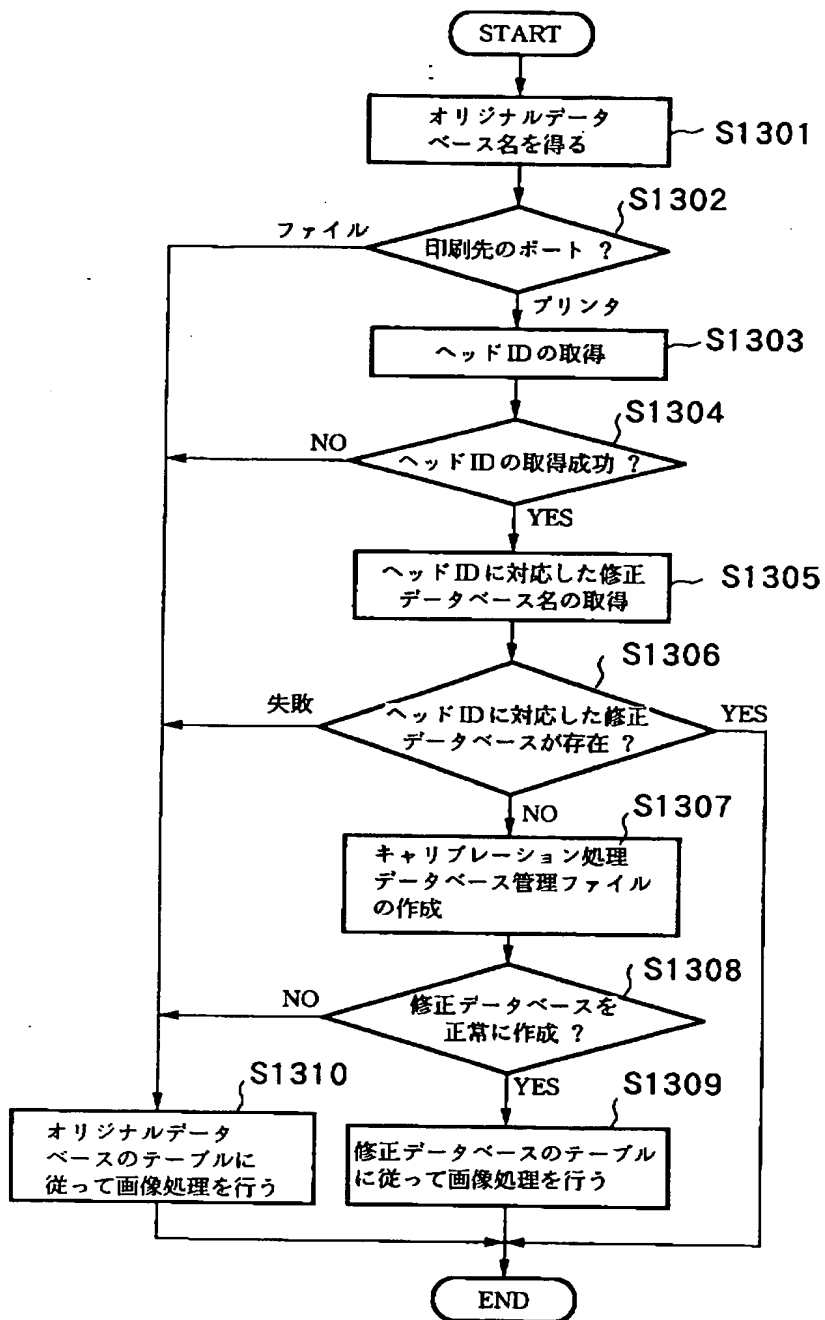 START
オリジナルデータ
ベース名を得る
S1301
S1302
ファイル
印刷先のポート ?
プリンタ
ヘッドIDの取得
S1303
S1304
NO
ヘッドIDの取得成功 ?
YES
ヘッドIDに対応した修正
データベース名の取得
S1305
S1306
失敗
ヘッドIDに対応した修正
データベースが存在 ?
YES
NO
S1307
キャリブレーション処理
データベース管理ファイル
の作成
S1308
NO
修正データベースを
正常に作成 ?
YES
S1310
S1309
オリジナルデータ
ベースのテーブルに
従って画像処理を行う
修正データベースのテーブル
に従って画像処理を行う
END